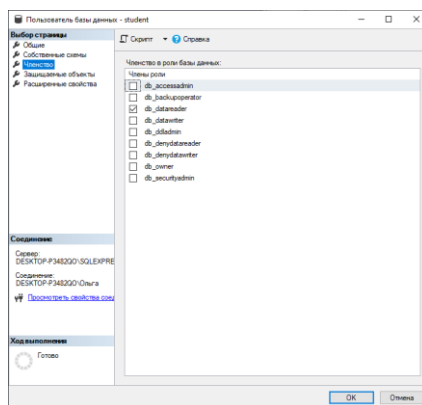 Пользователь базы данных - student
Выбор страницы
Общие
Собственные схемы
Членство
Защищаемые объекты
Расширенные свойства
Скрипт
Справка
Членство в роли базы данных:
Члены роли
db_accessadmin
db_backupoperator
db_datareader
db_datawriter
db_ddladmin
db_denydatareader
db_denydatawriter
db_owner
db_securityadmin
Соединение
Сервер:
DESKTOP-P3482QO\SQLEXPRE
Соединение:
DESKTOP-P3482QO\Ольга
Просмотреть свойства соед
Ход выполнения
Готово
ОК
Отмена